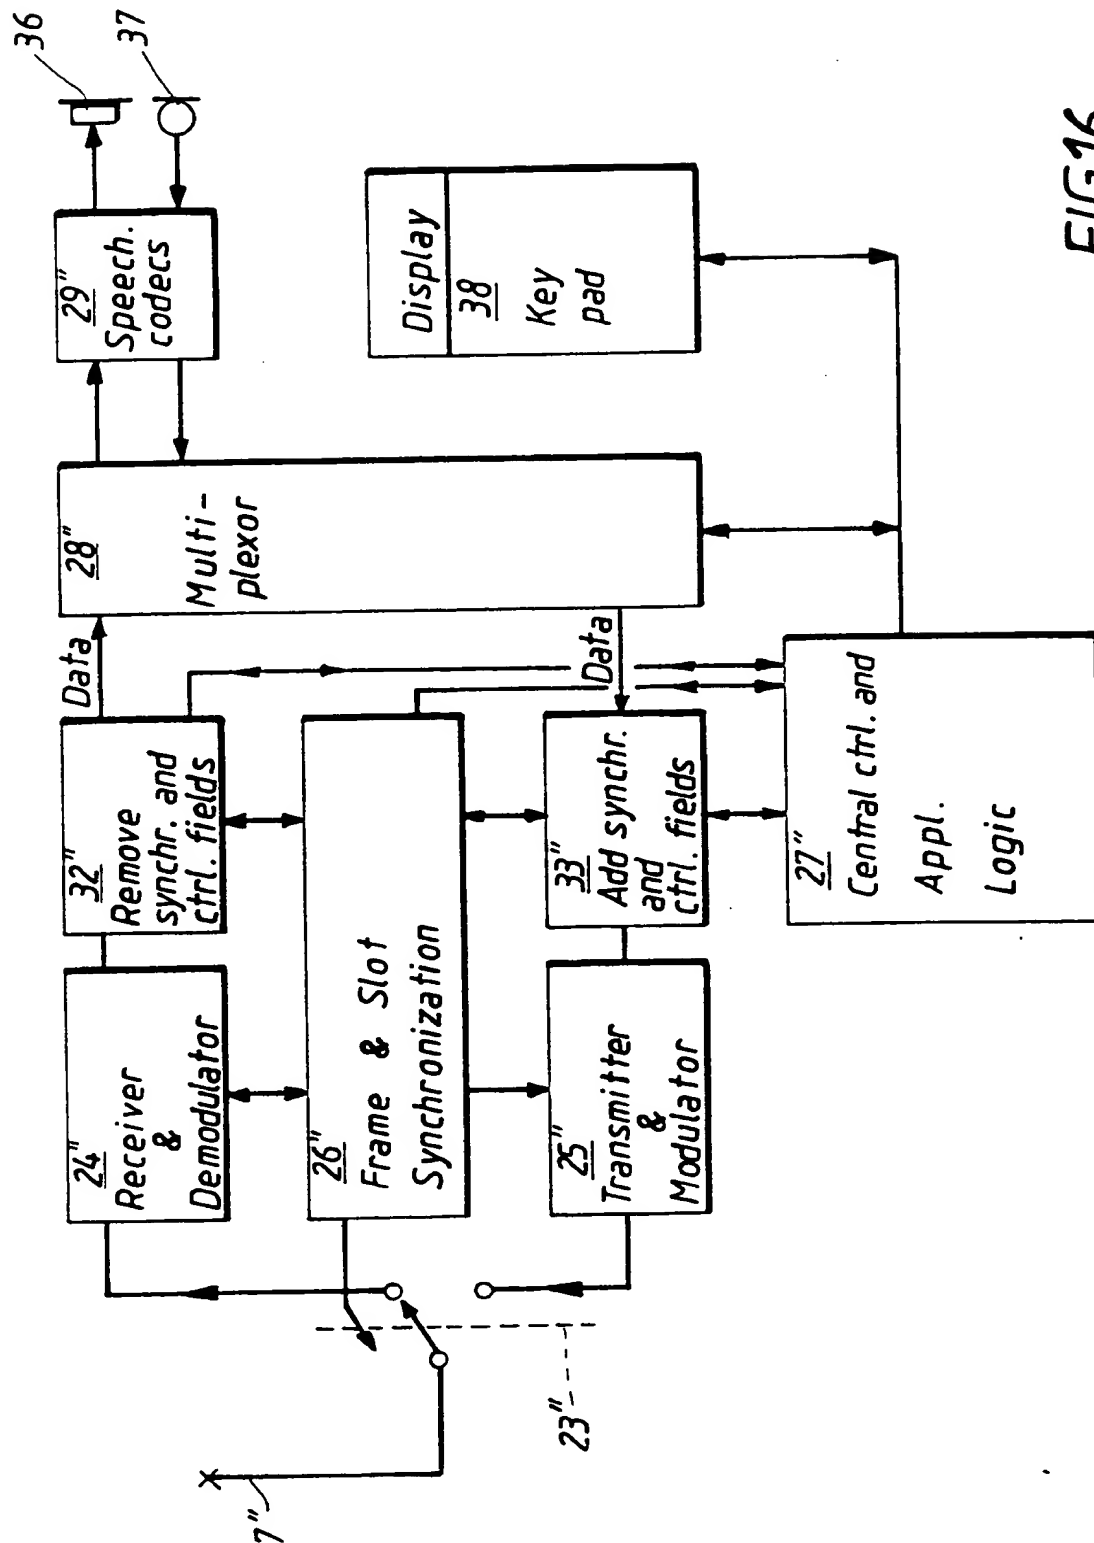 36
37
29"
Speech.
codecs
Display
38
Key
pad
28"
Multi-
plexor
Data
Data
32"
Remove
synchr. and
ctrl. fields
33"
Add synchr.
and
ctrl. fields
27"
Central ctrl. and
Appl.
Logic
24"
Receiver
&
Demodulator
26"
Frame & Slot
Synchronization
25"
Transmitter
&
Modulator
23"
7"
FIG.16